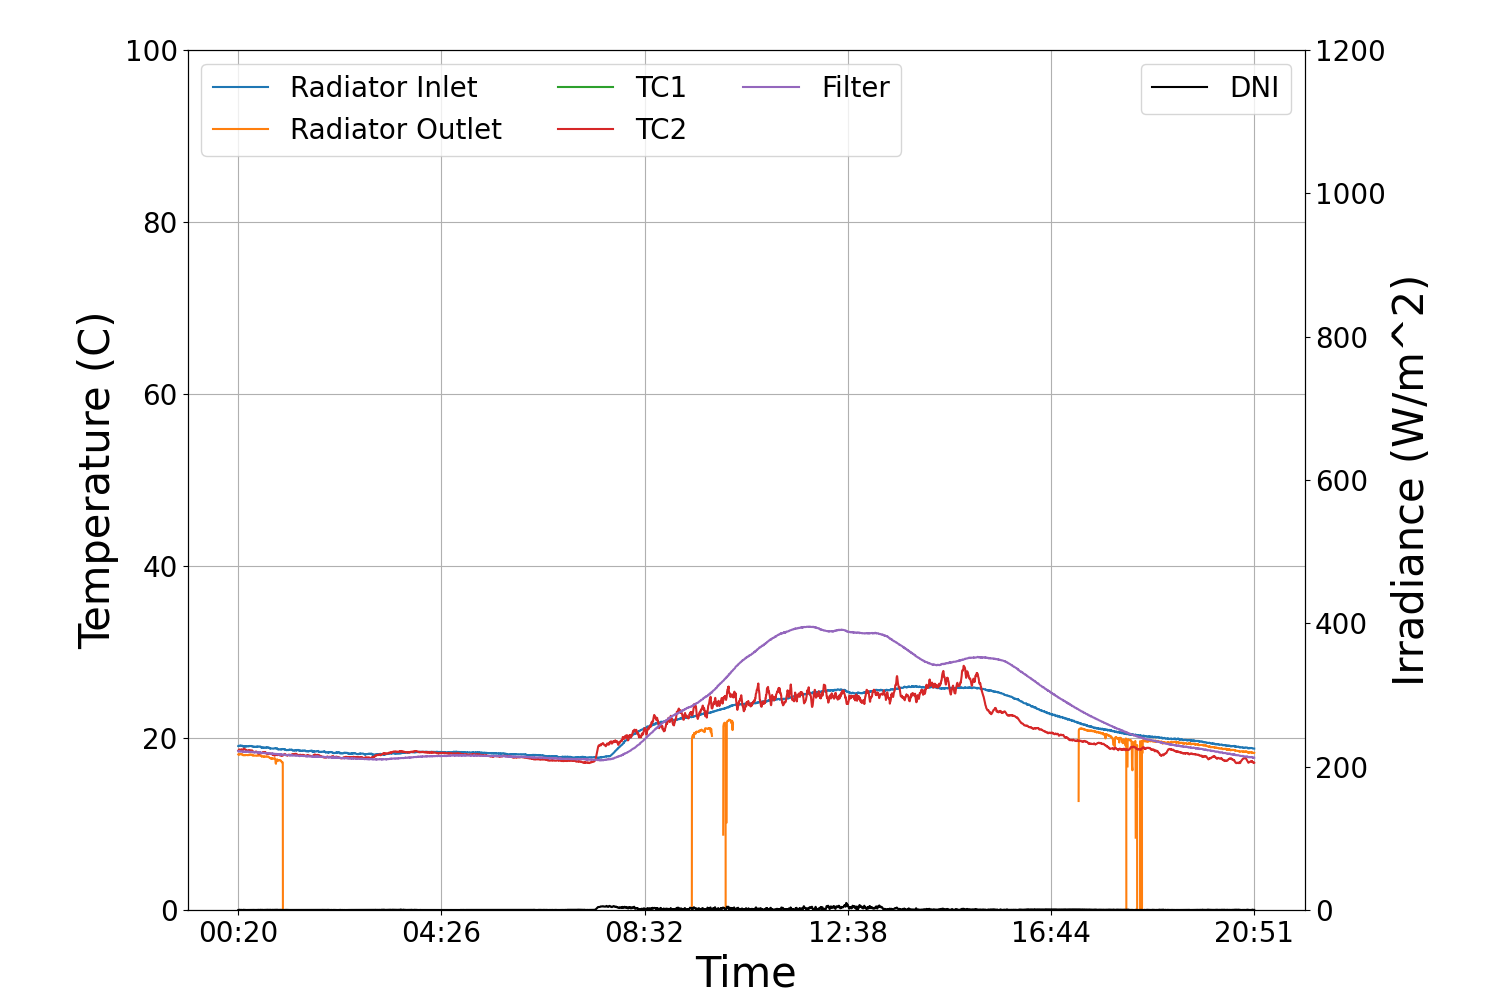 100
80
60
40
20
0
Temperature (C)
Radiator Inlet
Radiator Outlet
TC1
TC2
Filter
DNI
1200
1000
800
600
400
200
0
Irradiance (W/m^2)
00:20 04:26 08:32 12:38 16:44 20:51
Time